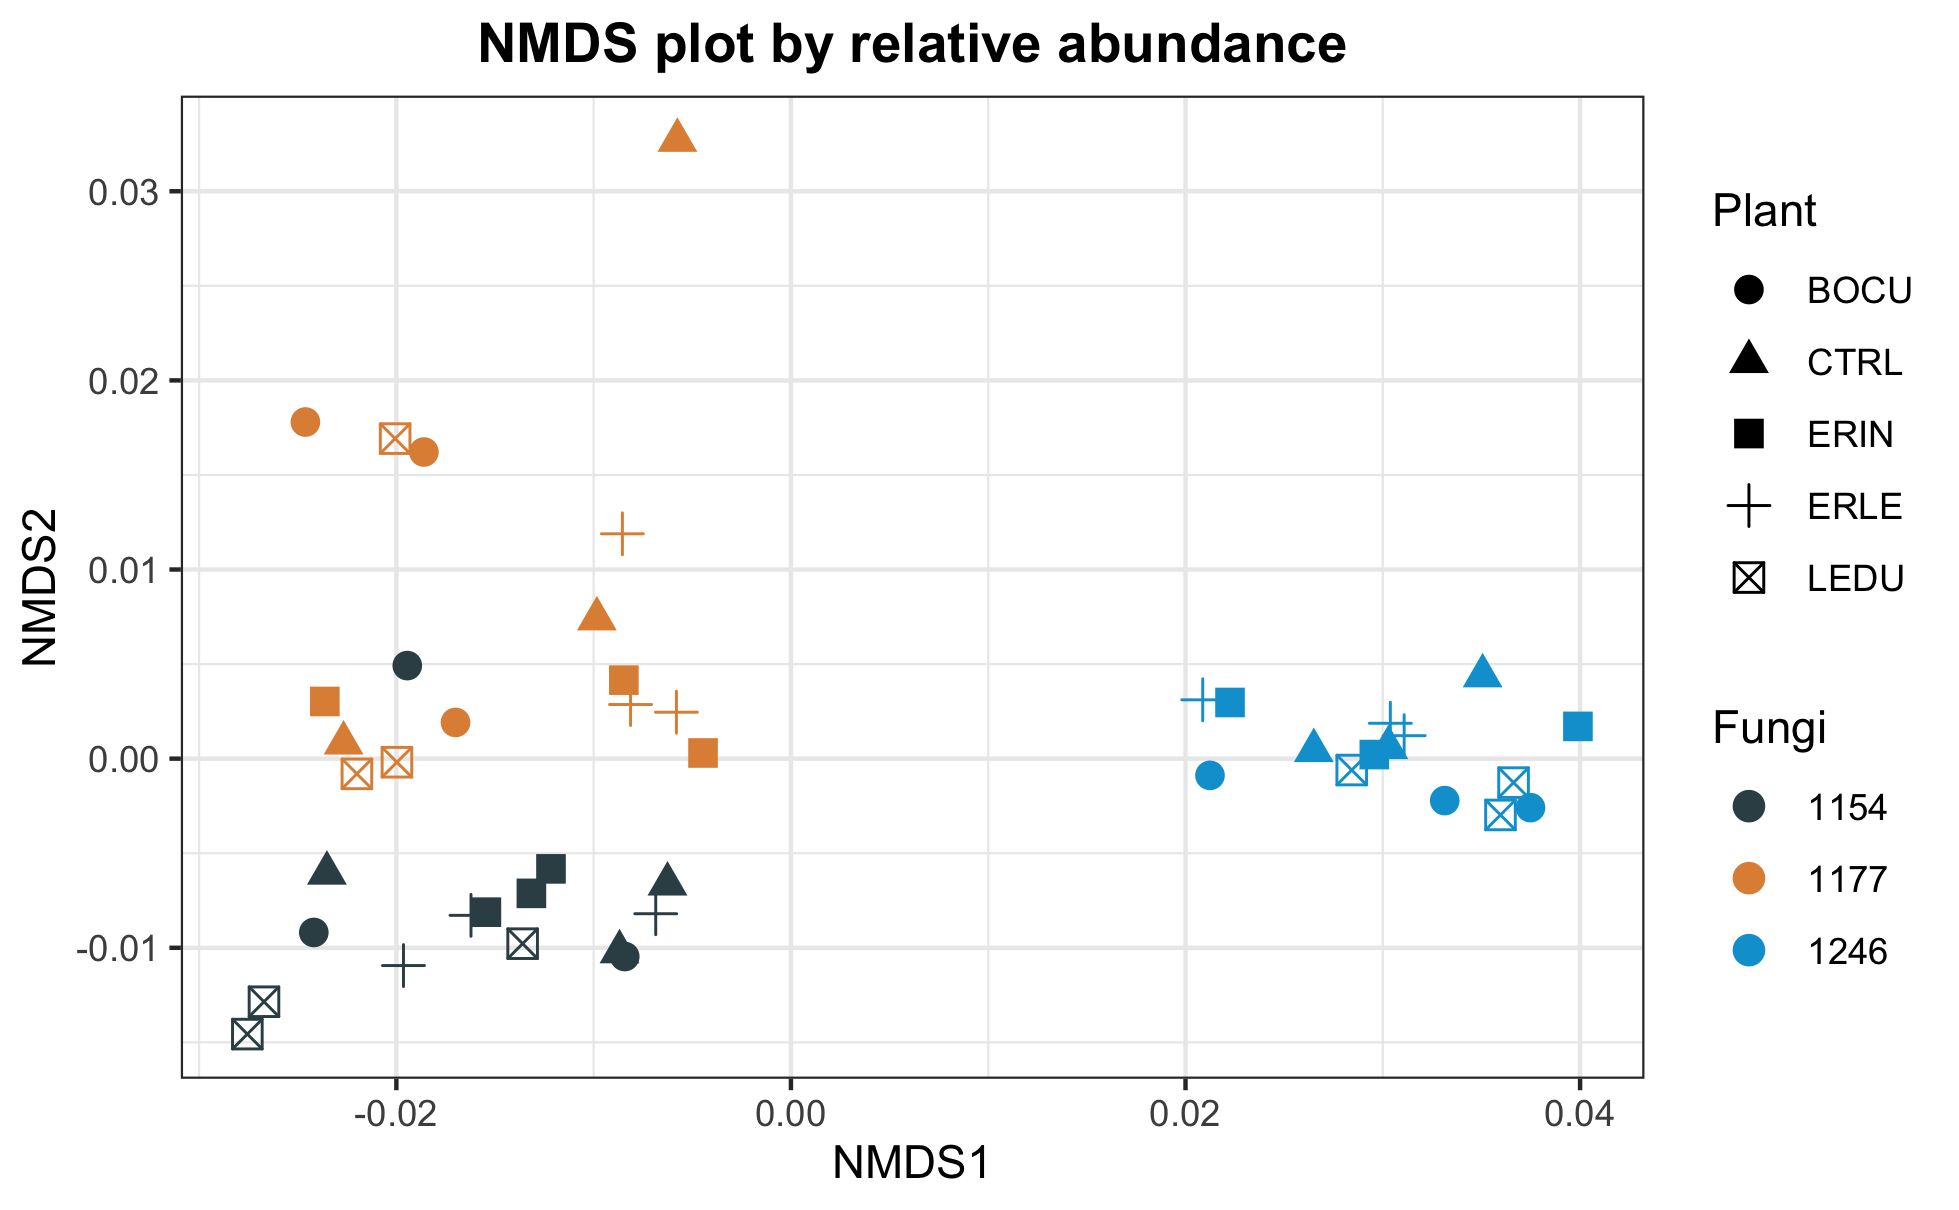 NMDS plot by relative abundance
NMDS2
0.03
0.02
0.01
0.00
-0.01
-0.02
0.00
0.02
0.04
NMDS1
Plant
BOCU
CTRL
ERIN
ERLE
LEDU
Fungi
1154
1177
1246